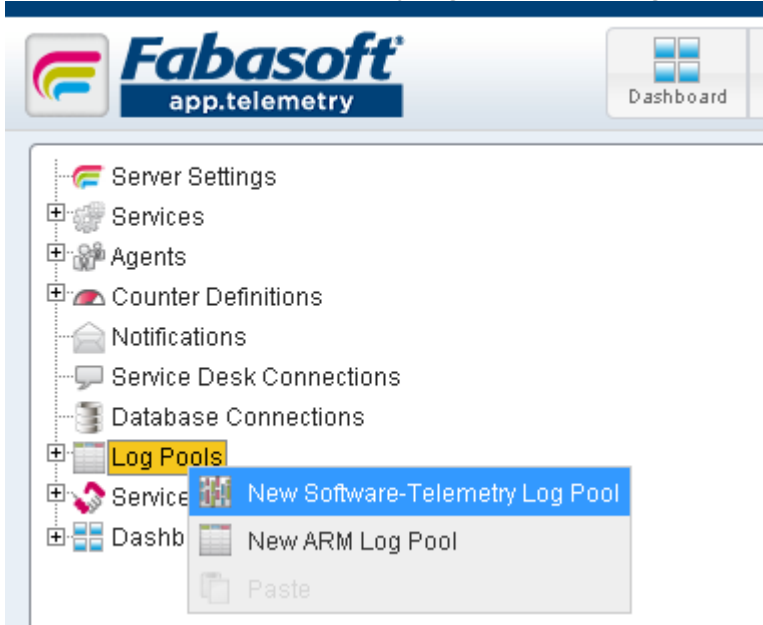 Fabasoft
app.telemetry
Dashboard
Server Settings
Services
Agents
Counter Definitions
Notifications
Service Desk Connections
Database Connections
Log Pools
Service
New Software-Telemetry Log Pool
Dashb
New ARM Log Pool
Paste